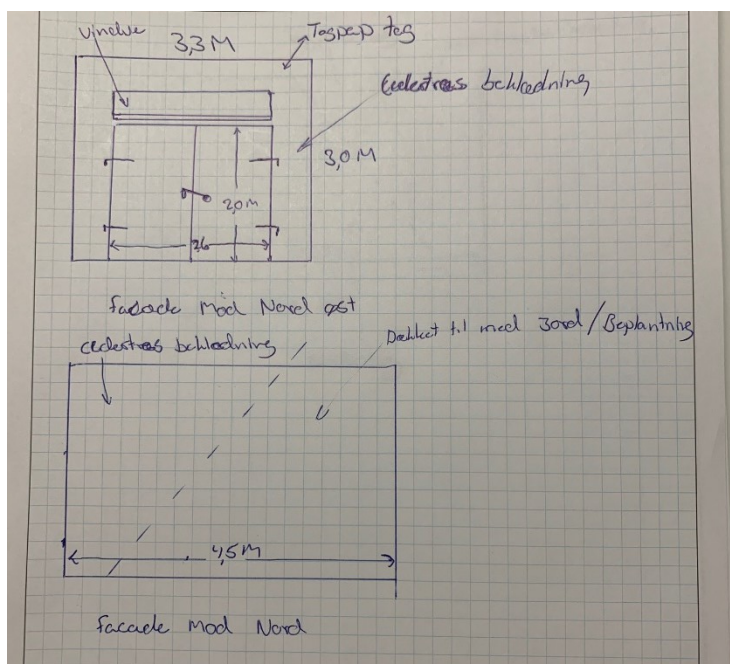 vindue
3,3 M
Tagpap tag
Cedertræs beklædning
3,0 M
2,0 M
2,6
facade Mod Nord øst
cedertræs beklædning
Dækket til med Jord/Beplantning
4,5 M
facade Mod Nord